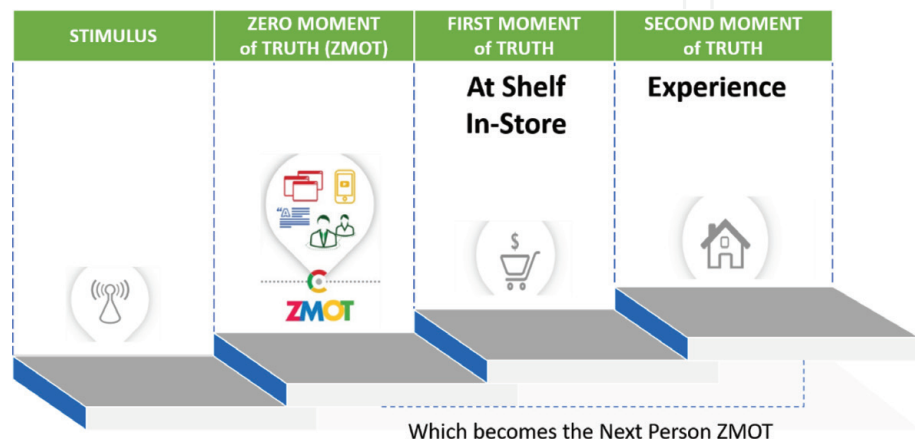 STIMULUS
ZERO MOMENT
of TRUTH (ZMOT)
FIRST MOMENT
of TRUTH
SECOND MOMENT
of TRUTH
At Shelf
In-Store
Experience
"A
$
ZMOT
Which becomes the Next Person ZMOT